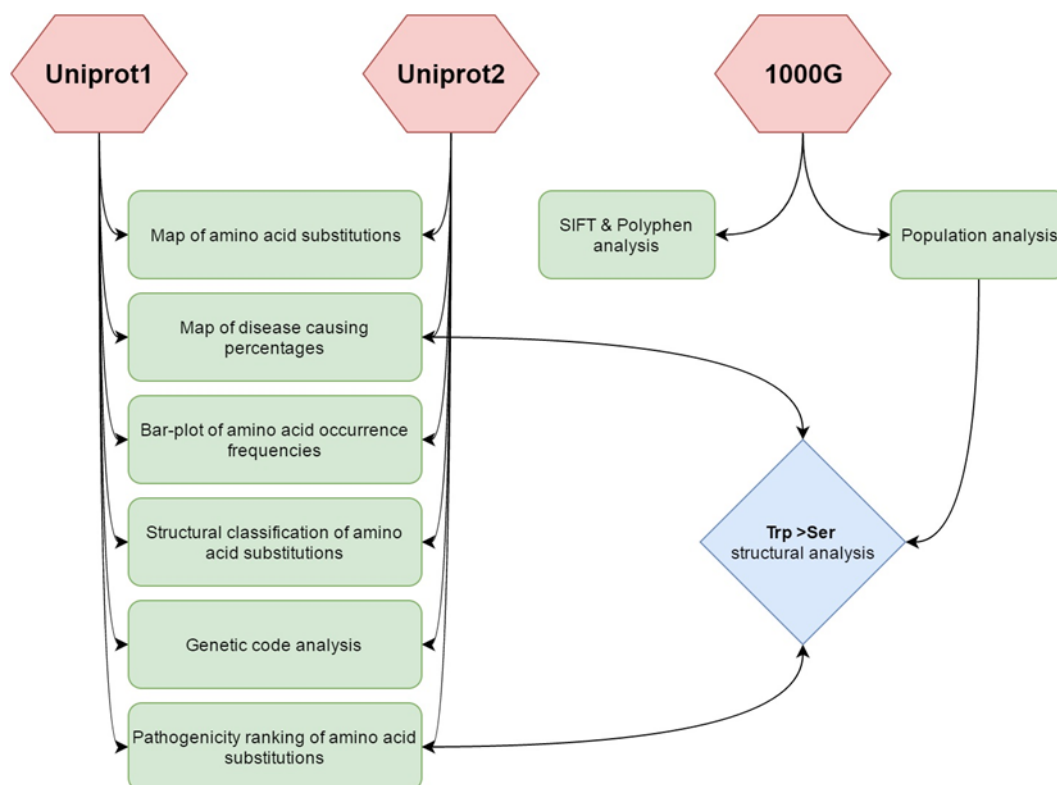 Uniprot1
Uniprot2
1000G
Map of amino acid substitutions
SIFT & Polyphen
analysis
Population analysis
Map of disease causing
percentages
Bar-plot of amino acid occurrence
frequencies
Structural classification of amino
acid substitutions
Trp >Ser
structural analysis
Genetic code analysis
Pathogenicity ranking of amino acid
substitutions